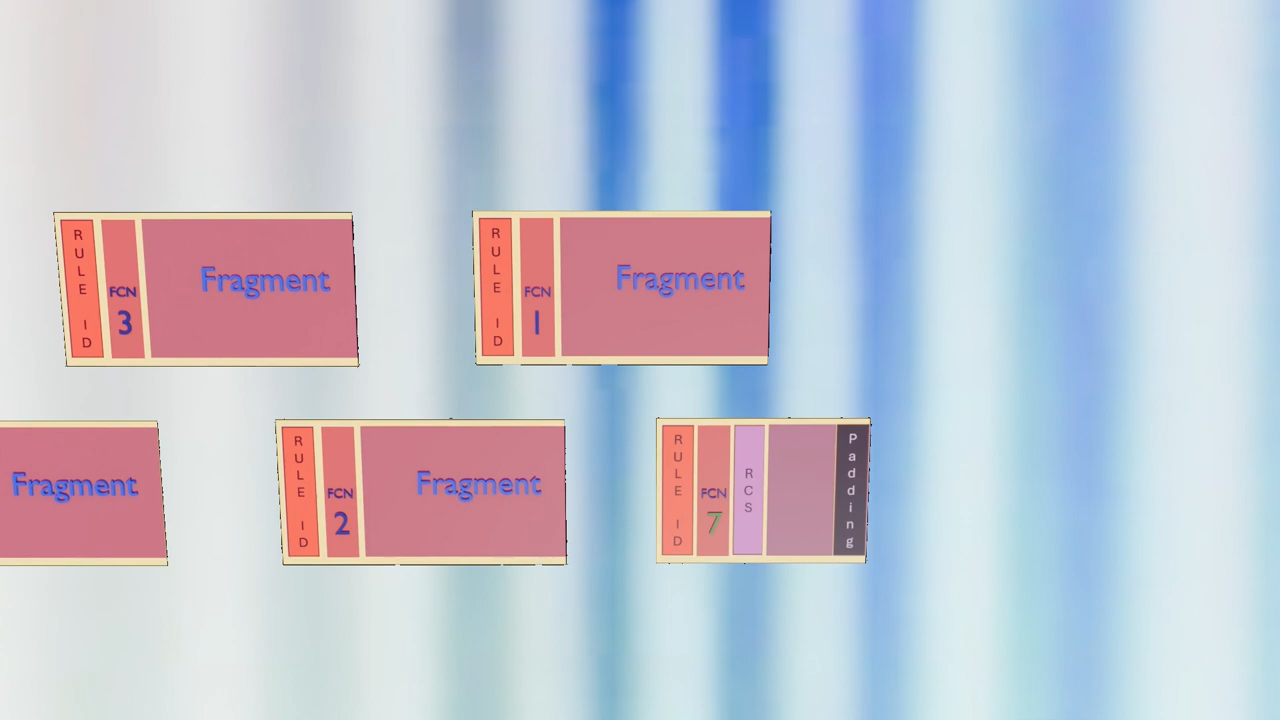 RULE ID
FCN
3
Fragment
RULE ID
FCN
1
Fragment
Fragment
RULE ID
FCN
2
Fragment
RULE ID
FCN
7
RCS
Padding